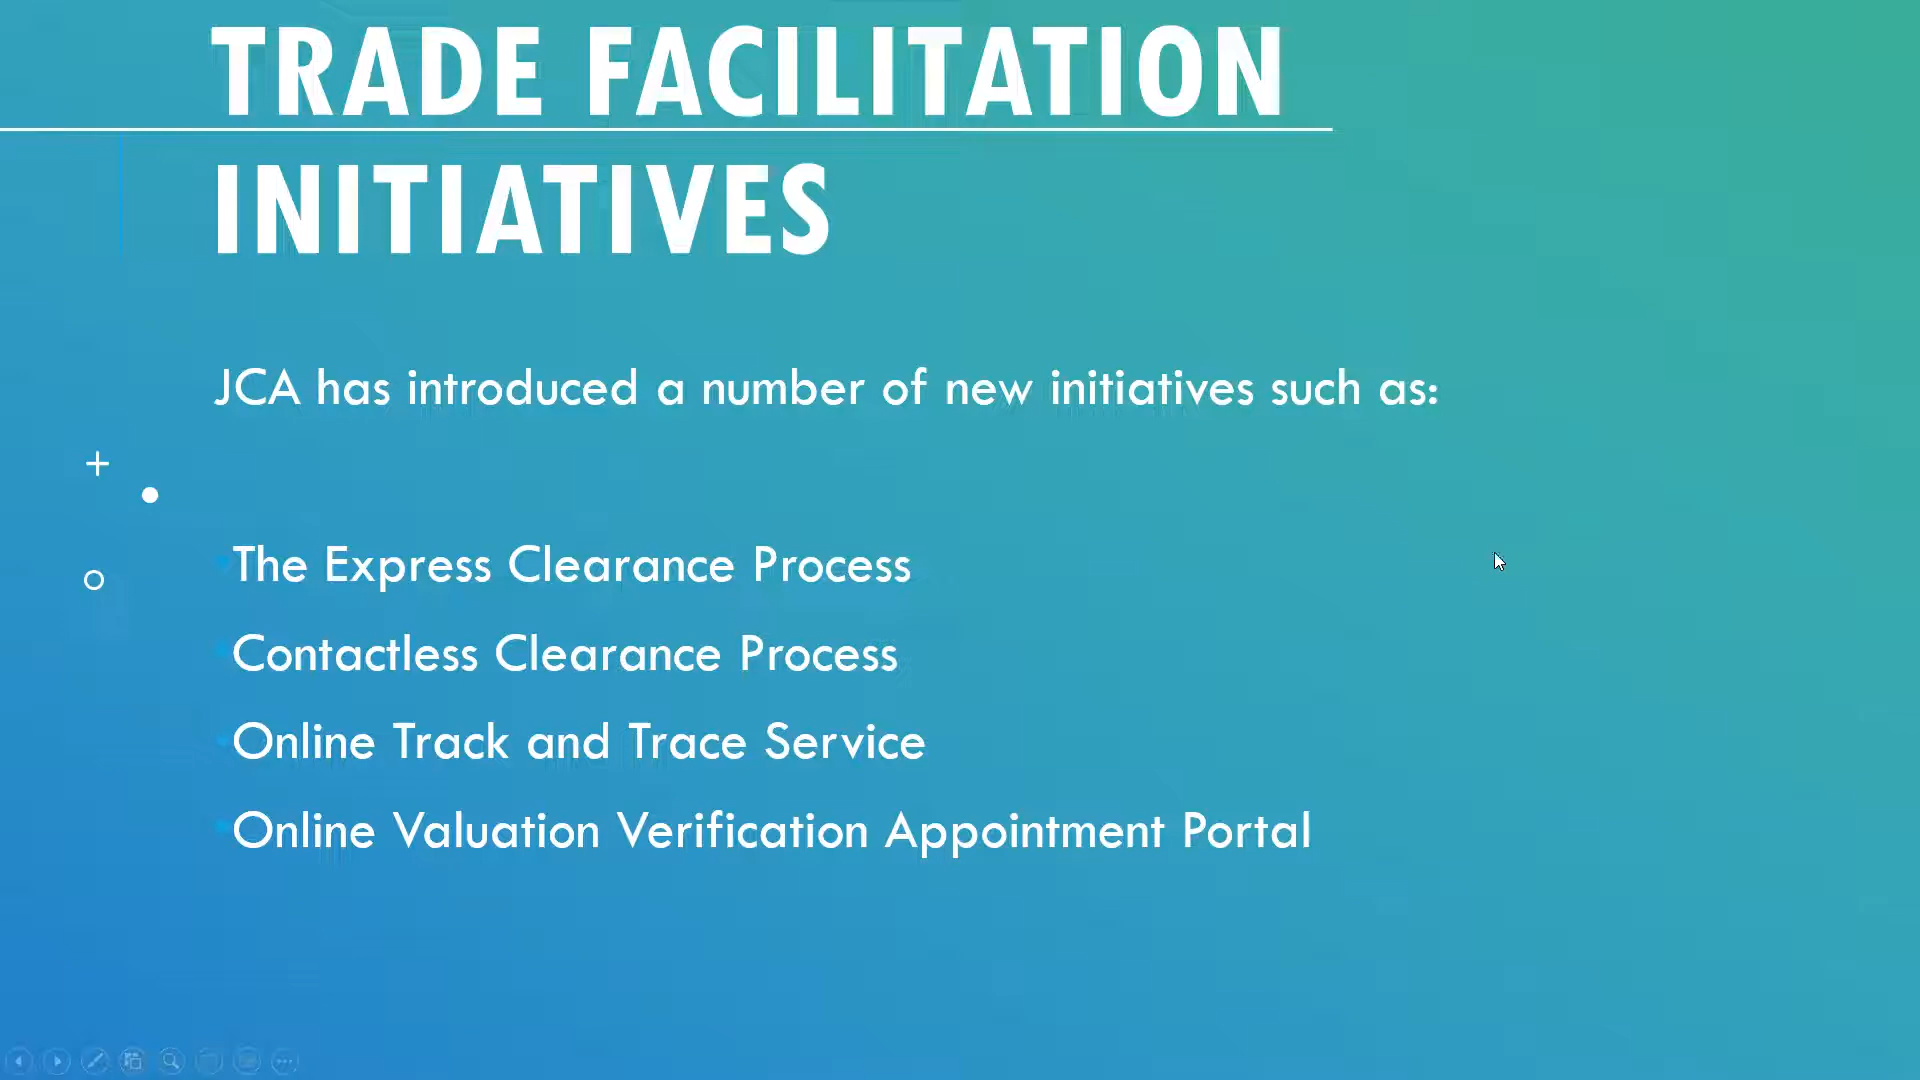 TRADE FACILITATION
INITIATIVES
JCA has introduced a number of new initiatives such as:
•The Express Clearance Process
•Contactless Clearance Process
•Online Track and Trace Service
•Online Valuation Verification Appointment Portal